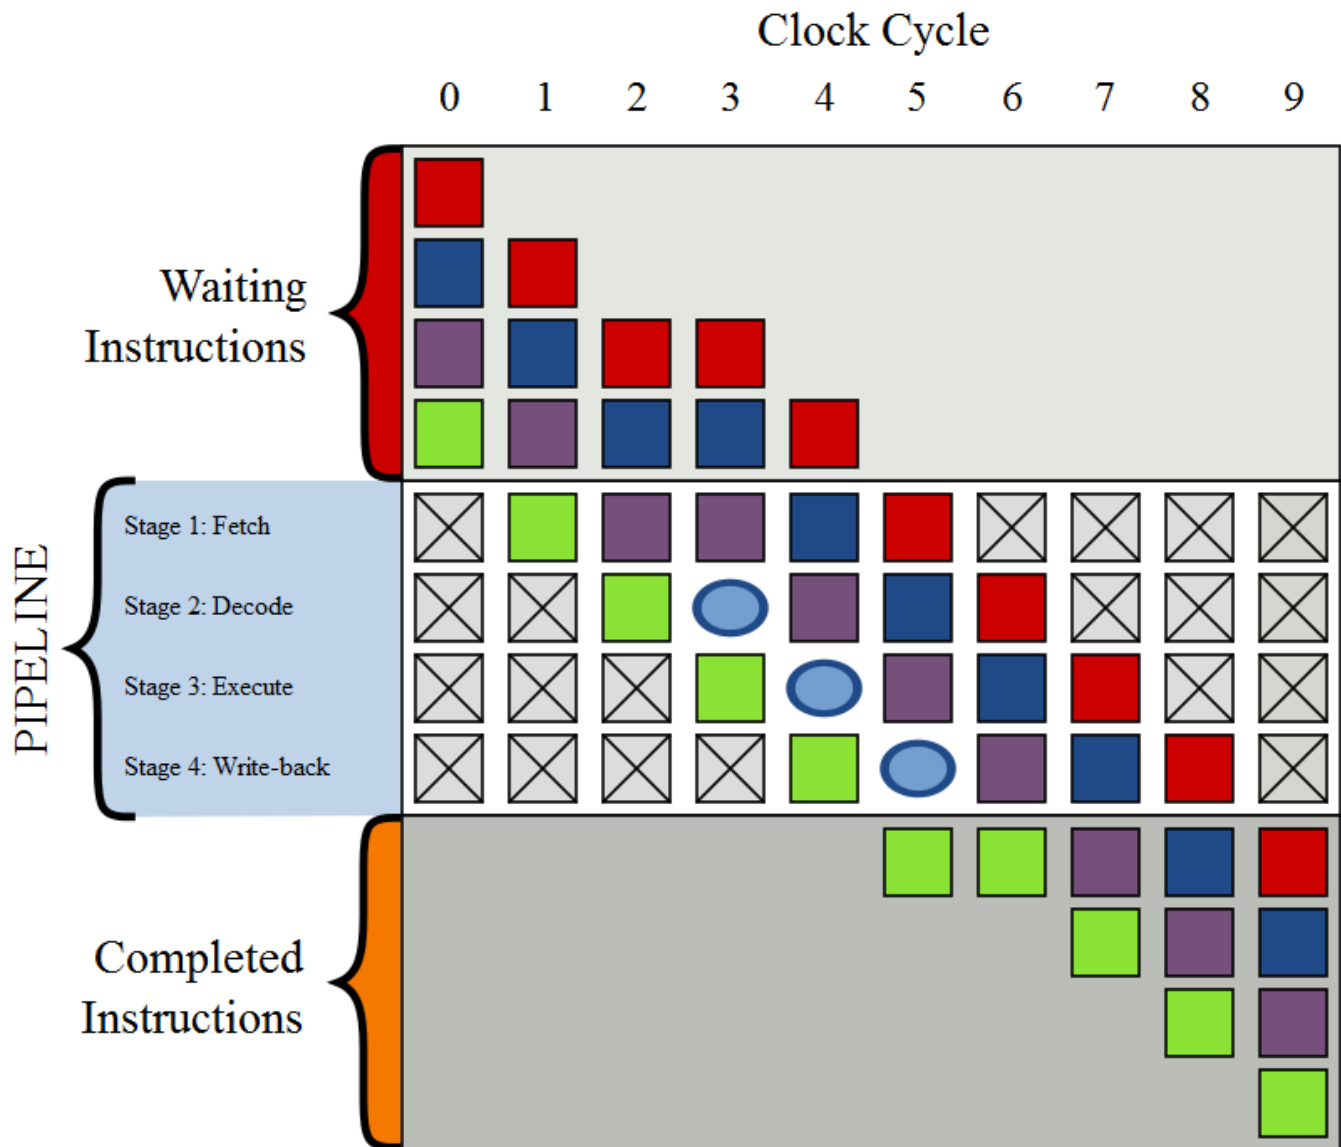 Clock Cycle
0 1 2 3 4 5 6 7 8 9
Waiting
Instructions
PIPELINE
Stage 1: Fetch
Stage 2: Decode
Stage 3: Execute
Stage 4: Write-back
Completed
Instructions